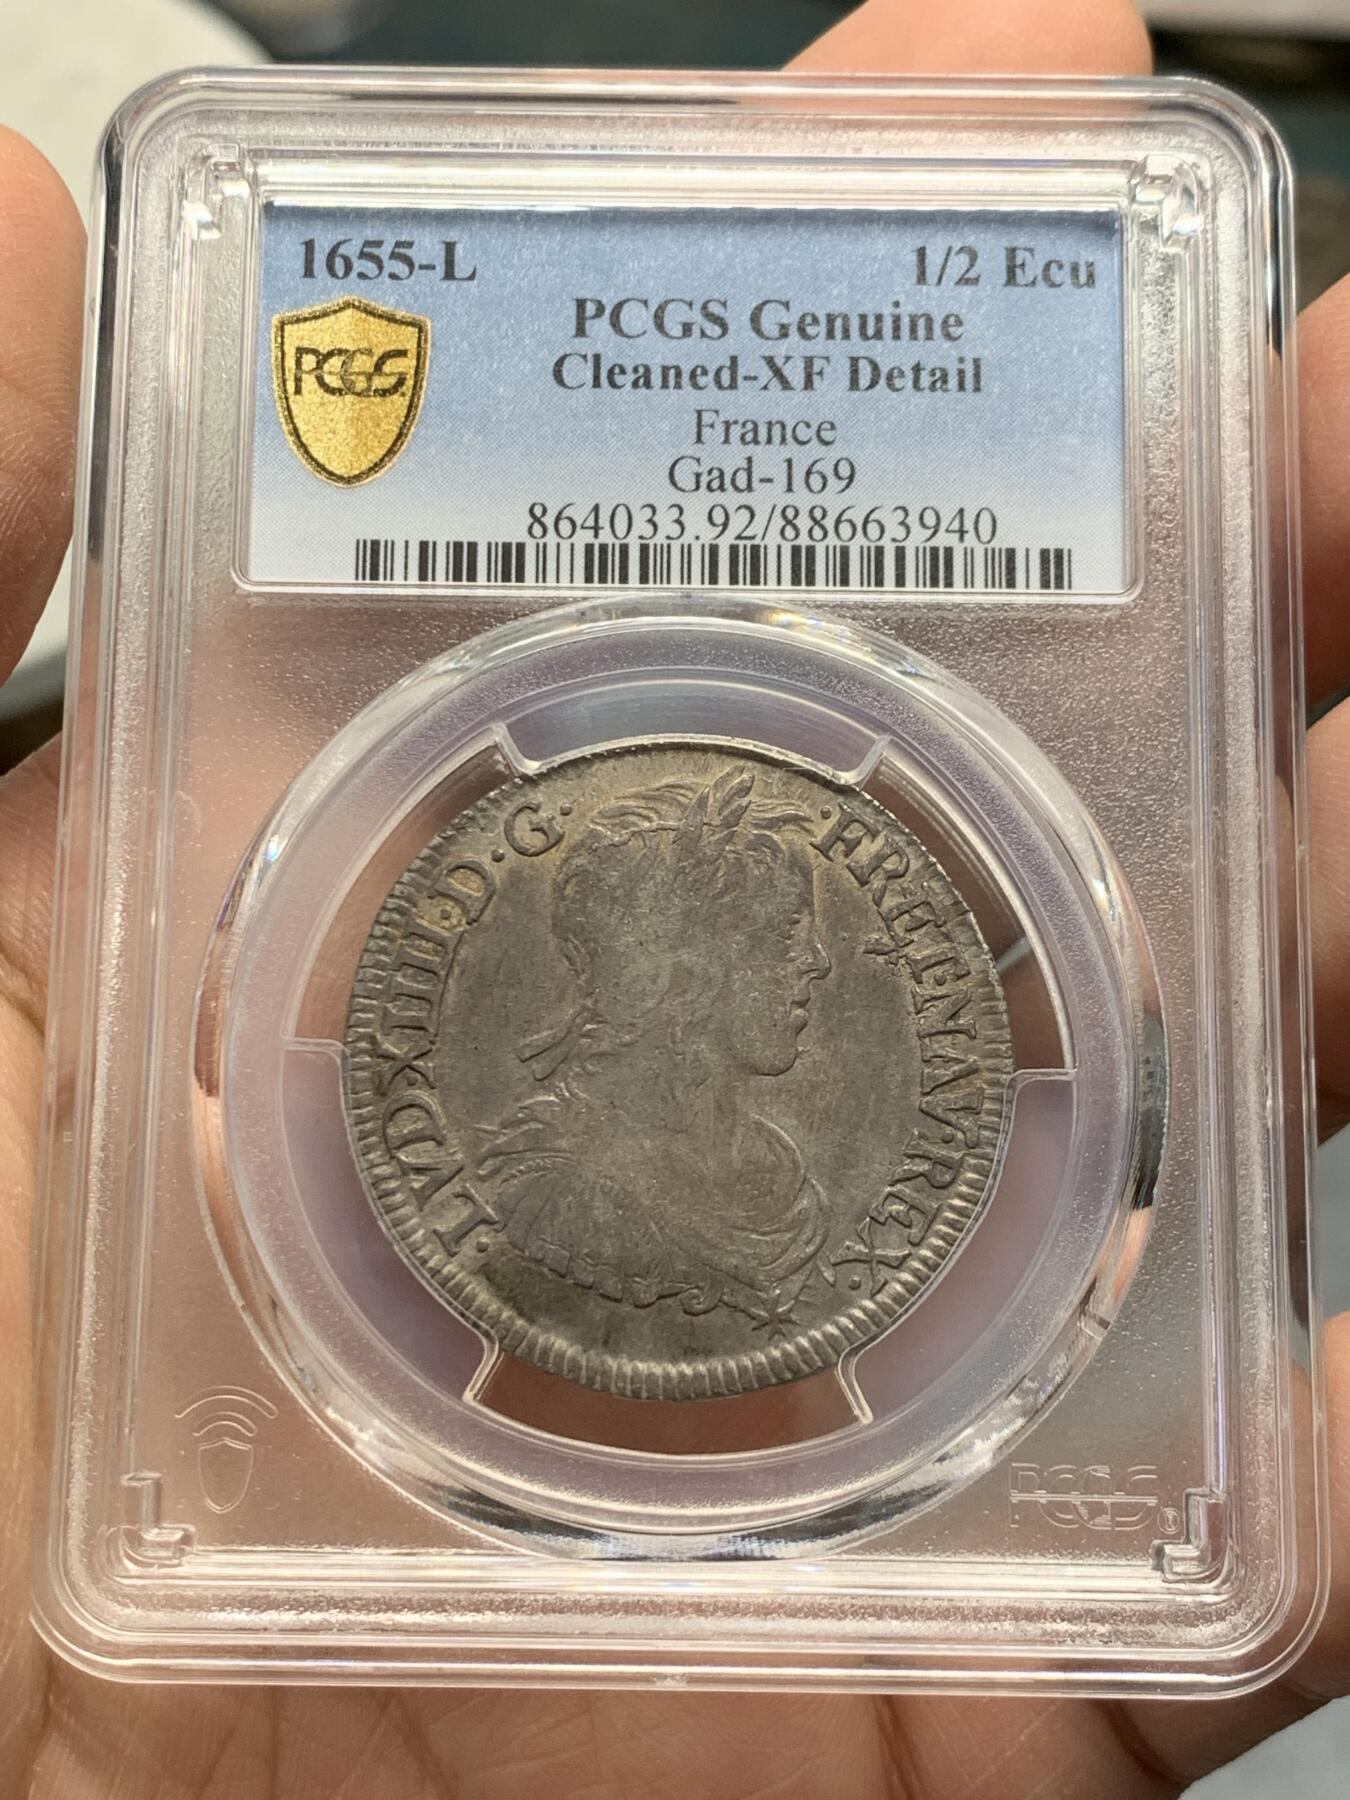 1655-L 1/2 Ecu
PCGS Genuine
Cleaned-XF Detail
France
Gad-169
864033.92/88663940
PCGS
·LVD·XIIII·D·G· ·FR·ET·NAV·REX·
PCGS®